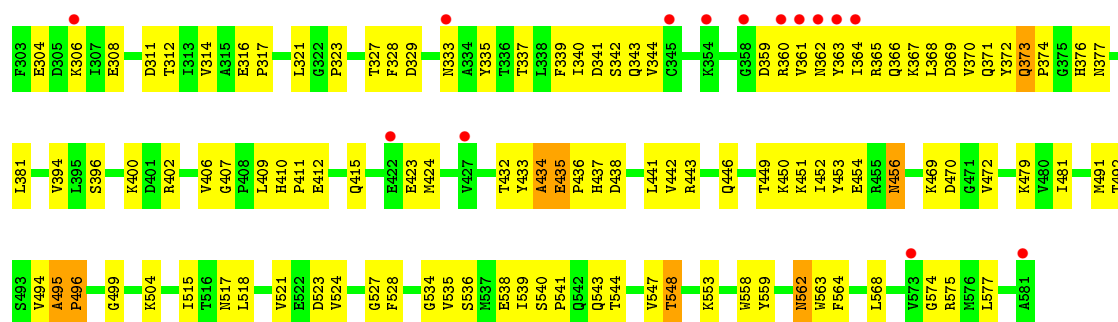 F303 E304 D305 K306 I307 E308 D311 T312 I313 V314 A315 E316 P317 L321 G322 P323 T327 F328 D329 N333 A334 Y335 T336 T337 L338 F339 I340 D341 S342 Q343 V344 C345 K354 G358 D359 R360 V361 N362 Y363 I364 R365 Q366 K367 L368 D369 V370 Q371 Y372 Q373 P374 G375 H376 N377
L381 V394 L395 S396 K400 D401 R402 V406 G407 P408 L409 H410 P411 E412 Q415 E422 E423 M424 V427 T432 Y433 A434 E435 P436 H437 D438 L441 V442 R443 Q446 T449 K450 K451 I452 Y453 E454 R455 N456 K469 D470 G471 V472 K479 V480 I481 M491 T492
S493 V494 A495 P496 G499 K504 I515 T516 N517 L518 V521 E522 D523 V524 G527 F528 G534 V535 S536 M537 E538 I539 S540 P541 Q542 Q543 T544 V547 T548 K553 W558 Y559 N562 W563 F564 L568 V573 G574 R575 M576 L577 A581